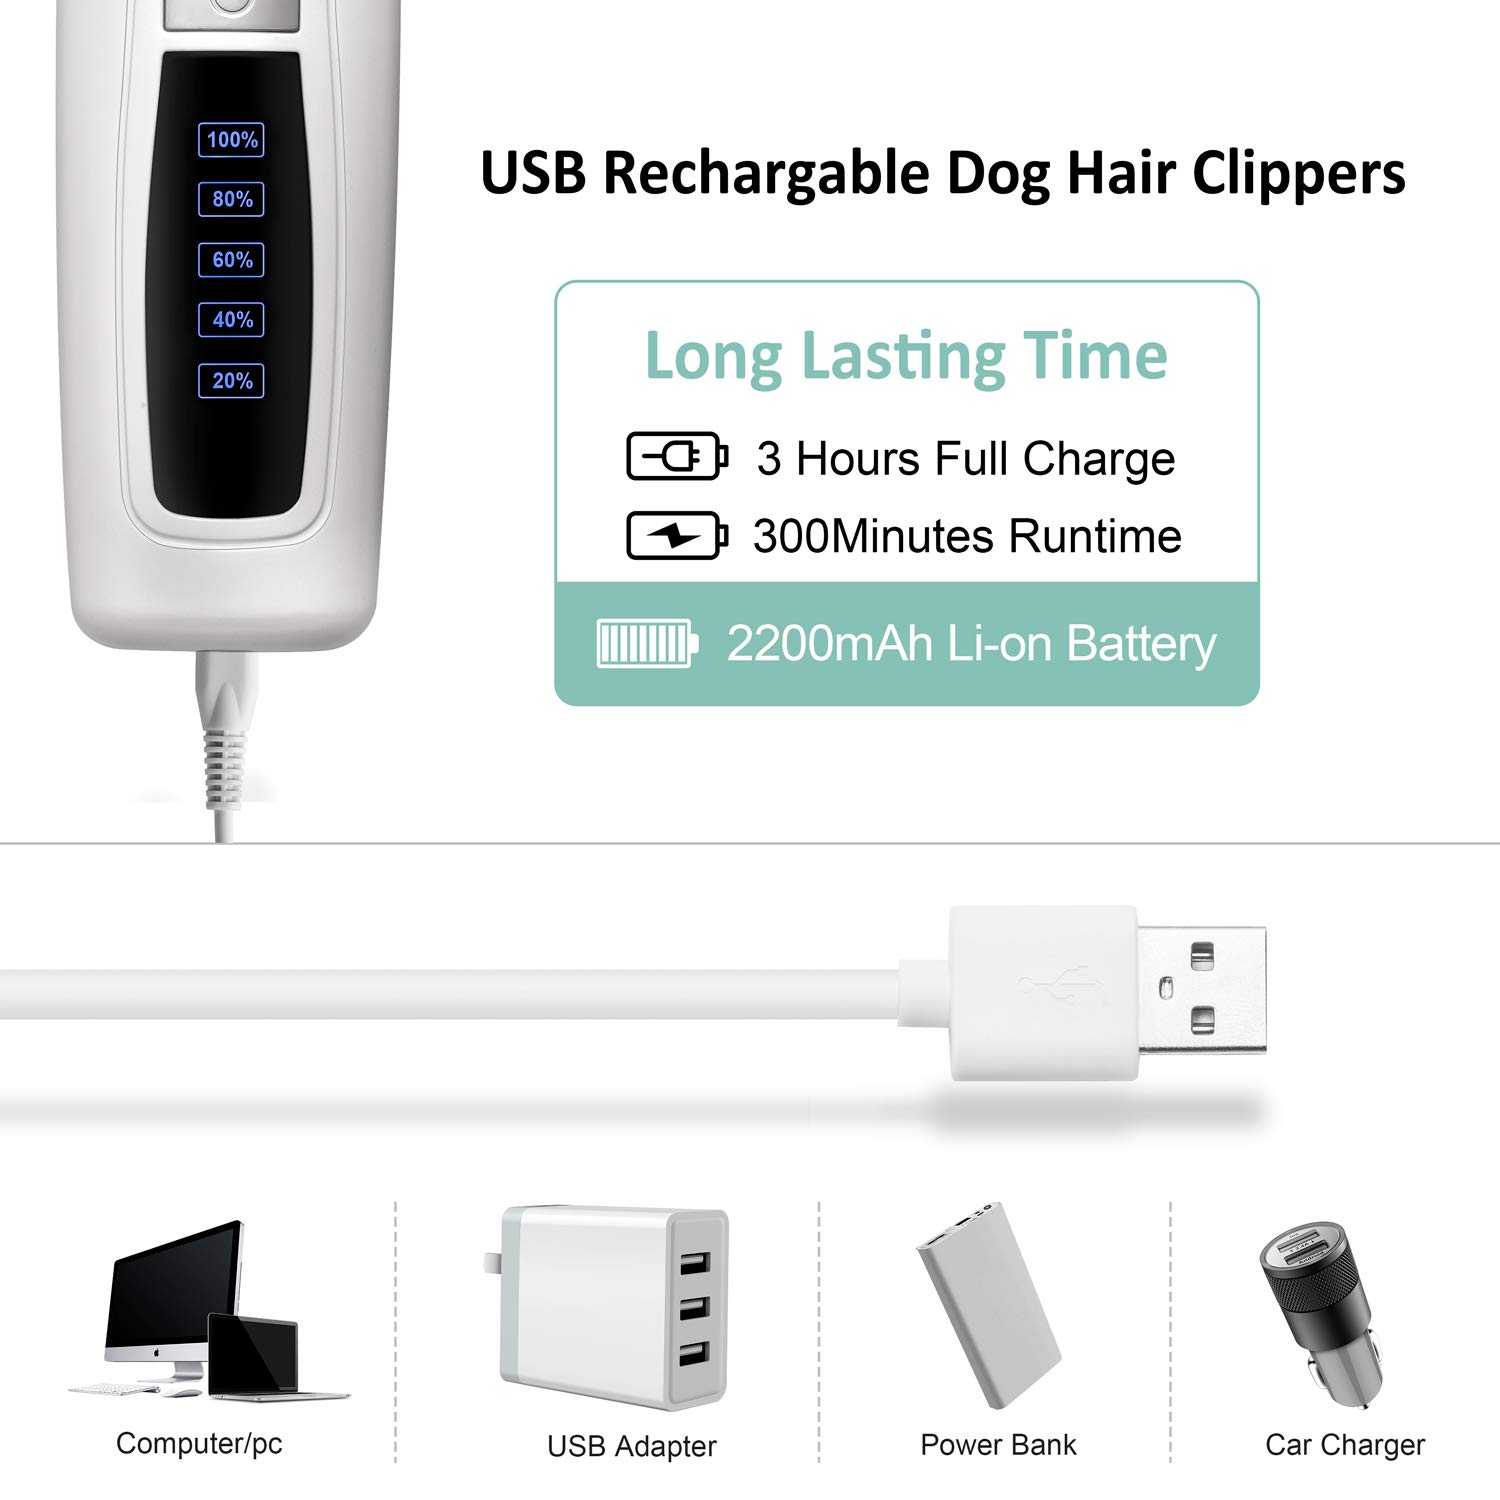 100%
80%
60%
40%
20%
USB Rechargable Dog Hair Clippers
Long Lasting Time
3 Hours Full Charge
300Minutes Runtime
2200mAh Li-on Battery
Computer/pc
USB Adapter
Power Bank
Car Charger